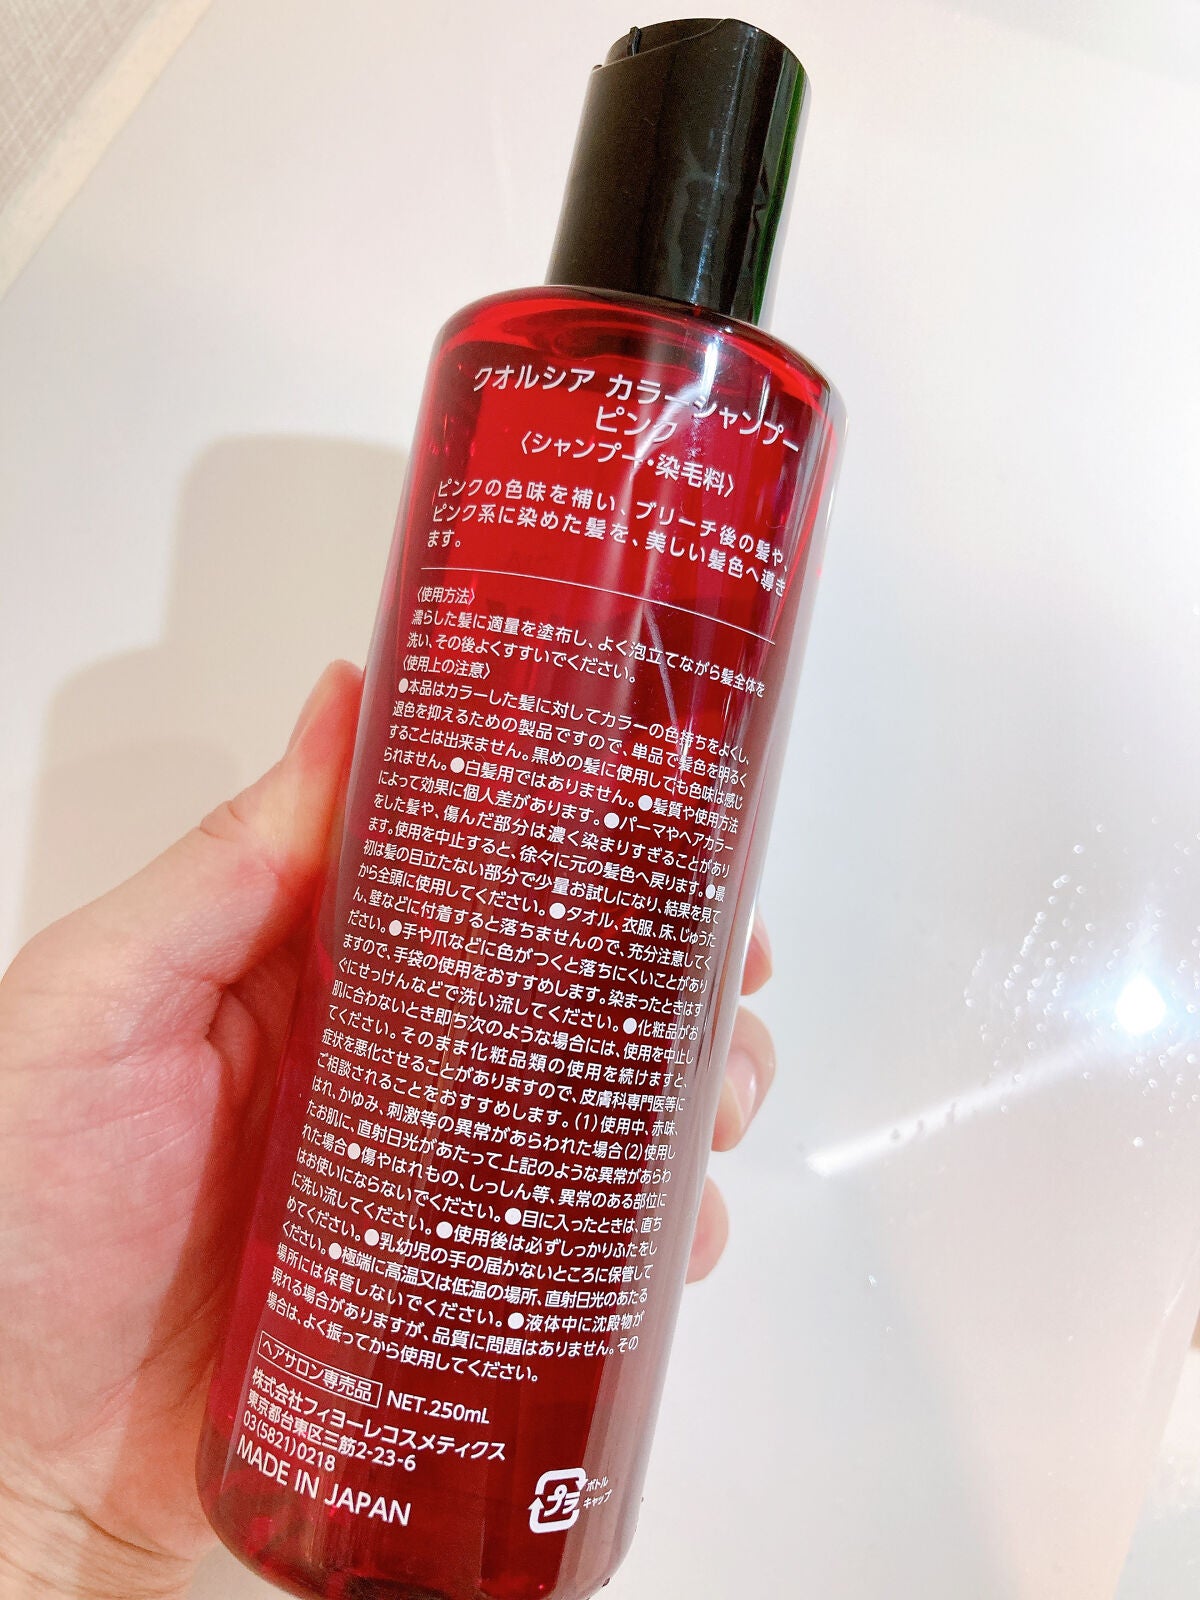 クオルシア カラーシャンプー
ピンク
〈シャンプー・染毛料〉
ピンクの色味を補い、ブリーチ後の髪や、
ピンク系に染めた髪を、美しい髪色へ導き
ます。
〈使用方法〉
濡らした髪に適量を塗布し、よく泡立てながら髪全体を
洗い、その後よくすすいでください。
〈使用上の注意〉
●本品はカラーした髪に対してカラーの色持ちをよくし、
退色を抑えるための製品ですので、単品で髪色を明るく
することは出来ません。黒めの髪に使用しても色味は感じ
られません。●白髪用ではありません。●髪質や使用方法
によって効果に個人差があります。●パーマやヘアカラー
をした髪や、傷んだ部分は濃く染まりすぎることがあり
ます。使用を中止すると、徐々に元の髪色へ戻ります。●最
初は髪の目立たない部分で少量お試しになり、結果を見て
から全頭に使用してください。●タオル、衣服、床、じゅうた
ん、壁などに付着すると落ちませんので、充分注意してく
ださい。●手や爪などに色がつくと落ちにくいことがあり
ますので、手袋の使用をおすすめします。染まったときはす
ぐにせっけんなどで洗い流してください。●化粧品がお
肌に合わないとき即ち次のような場合には、使用を中止し
てください。そのまま化粧品類の使用を続けますと、
症状を悪化させることがありますので、皮膚科専門医等に
ご相談されることをおすすめします。(1)使用中、赤味、
はれ、かゆみ、刺激等の異常があらわれた場合(2)使用し
たお肌に、直射日光があたって上記のような異常があらわ
れた場合●傷やはれもの、しっしん等、異常のある部位に
はお使いにならないでください。●目に入ったときは、直ち
に洗い流してください。●使用後は必ずしっかりふたをし
めてください。●乳幼児の手の届かないところに保管して
ください。●極端に高温又は低温の場所、直射日光のあたる
場所には保管しないでください。●液体中に沈殿物が
現れる場合がありますが、品質に問題はありません。その
場合は、よく振ってから使用してください。
ヘアサロン専売品 NET.250mL
株式会社フィヨーレコスメティクス
東京都台東区三筋2-23-6
03(5821)0218
MADE IN JAPAN
プラ
ボトル
キャップ